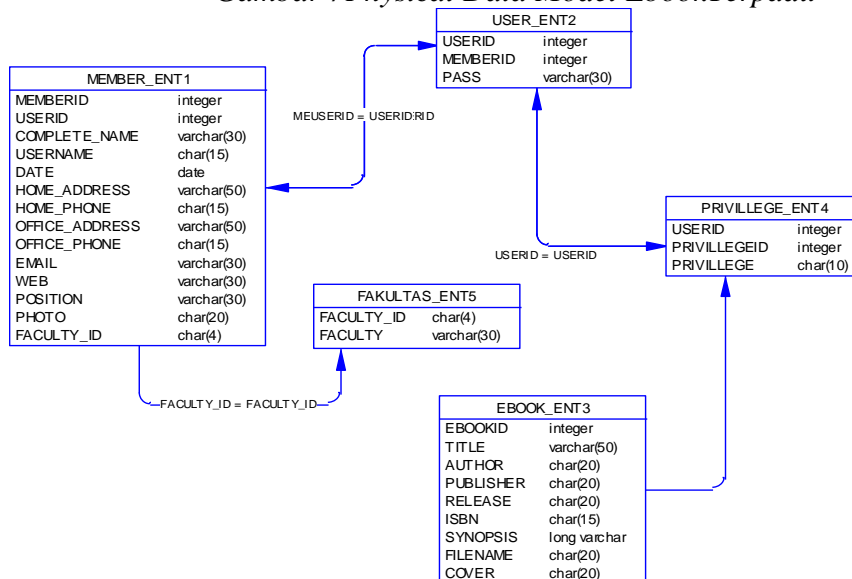 Gambar Physical Data Model EbookTerpadu
USER_ENT2
USERID integer
MEMBERID integer
PASS varchar(30)
MEMBER_ENT1
MEMBERID integer
USERID integer
COMPLETE_NAME varchar(30)
USERNAME char(15)
DATE date
HOME_ADDRESS varchar(50)
HOME_PHONE char(15)
OFFICE_ADDRESS varchar(50)
OFFICE_PHONE char(15)
EMAIL varchar(30)
WEB varchar(30)
POSITION varchar(30)
PHOTO char(20)
FACULTY_ID char(4)
USERID = USERID
PRIVILLEGE_ENT4
USERID integer
PRIVILLEGEID integer
PRIVILLEGE char(10)
USERID = USERID
FAKULTAS_ENT5
FACULTY_ID char(4)
FACULTY varchar(30)
FACULTY_ID = FACULTY_ID
EBOOK_ENT3
EBOOKID integer
TITLE varchar(50)
AUTHOR char(20)
PUBLISHER char(20)
RELEASE char(20)
ISBN char(15)
SYNOPSIS long varchar
FILENAME char(20)
COVER char(20)